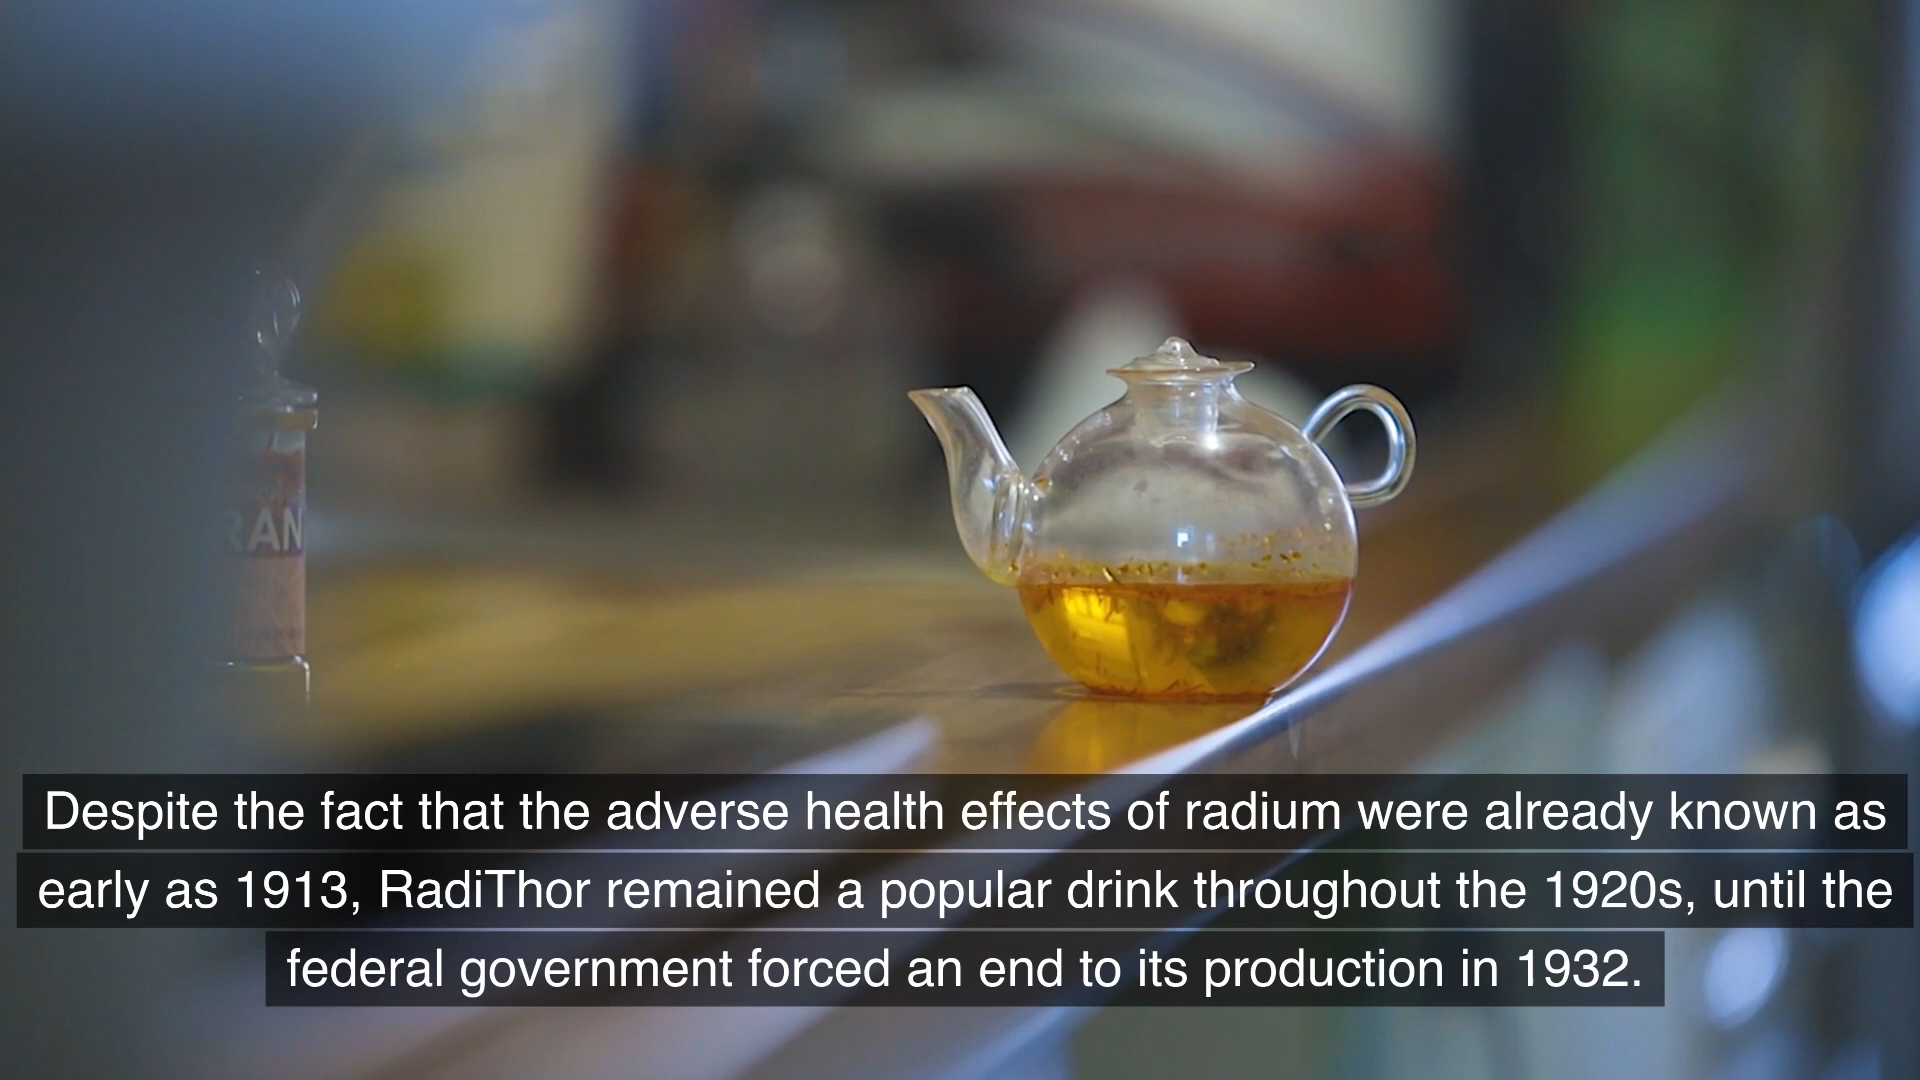 RAN
Despite the fact that the adverse health effects of radium were already known as
early as 1913, RadiThor remained a popular drink throughout the 1920s, until the
federal government forced an end to its production in 1932.